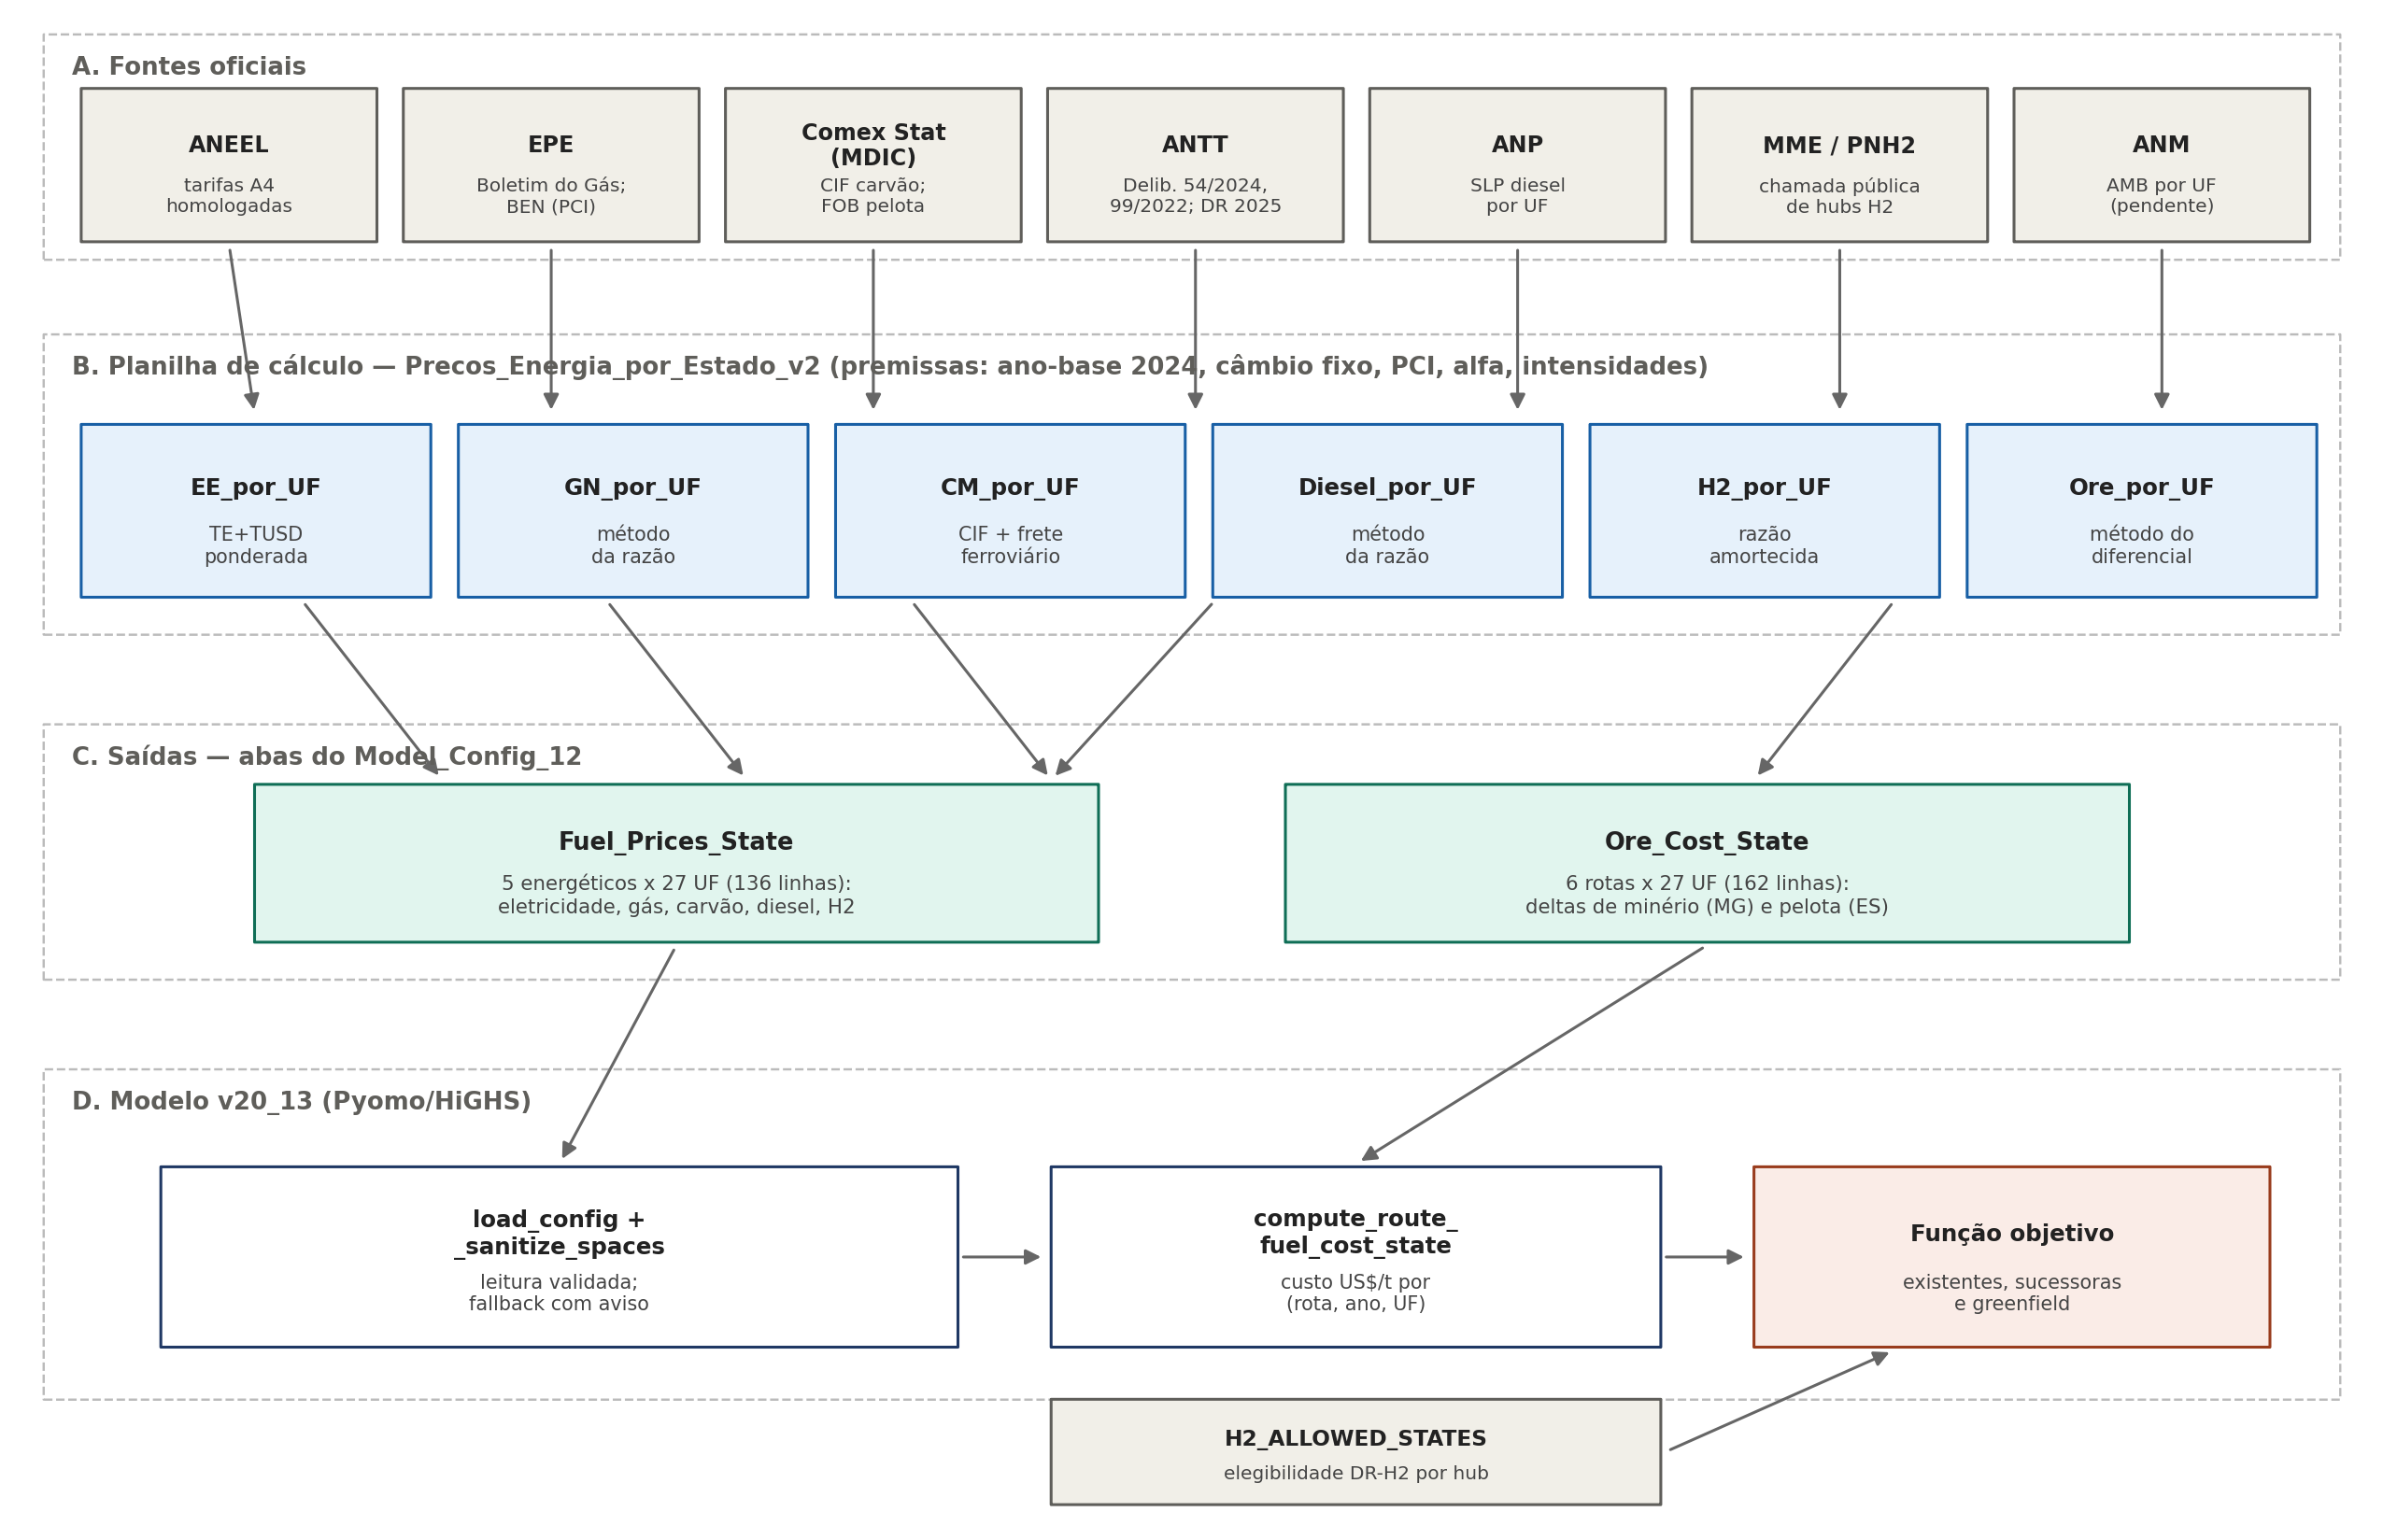 A. Fontes oficiais
ANEEL
tarifas A4
homologadas
EPE
Boletim do Gás;
BEN (PCI)
Comex Stat
(MDIC)
CIF carvão;
FOB pelota
ANTT
Delib. 54/2024,
99/2022; DR 2025
ANP
SLP diesel
por UF
MME / PNH2
chamada pública
de hubs H2
ANM
AMB por UF
(pendente)
B. Planilha de cálculo — Precos_Energia_por_Estado_v2 (premissas: ano-base 2024, câmbio fixo, PCI, alfa, intensidades)
EE_por_UF
TE+TUSD
ponderada
GN_por_UF
método
da razão
CM_por_UF
CIF + frete
ferroviário
Diesel_por_UF
método
da razão
H2_por_UF
razão
amortecida
Ore_por_UF
método do
diferencial
C. Saídas — abas do Model_Config_12
Fuel_Prices_State
5 energéticos x 27 UF (136 linhas):
eletricidade, gás, carvão, diesel, H2
Ore_Cost_State
6 rotas x 27 UF (162 linhas):
deltas de minério (MG) e pelota (ES)
D. Modelo v20_13 (Pyomo/HiGHS)
load_config +
_sanitize_spaces
leitura validada;
fallback com aviso
compute_route_
fuel_cost_state
custo US$/t por
(rota, ano, UF)
Função objetivo
existentes, sucessoras
e greenfield
H2_ALLOWED_STATES
elegibilidade DR-H2 por hub